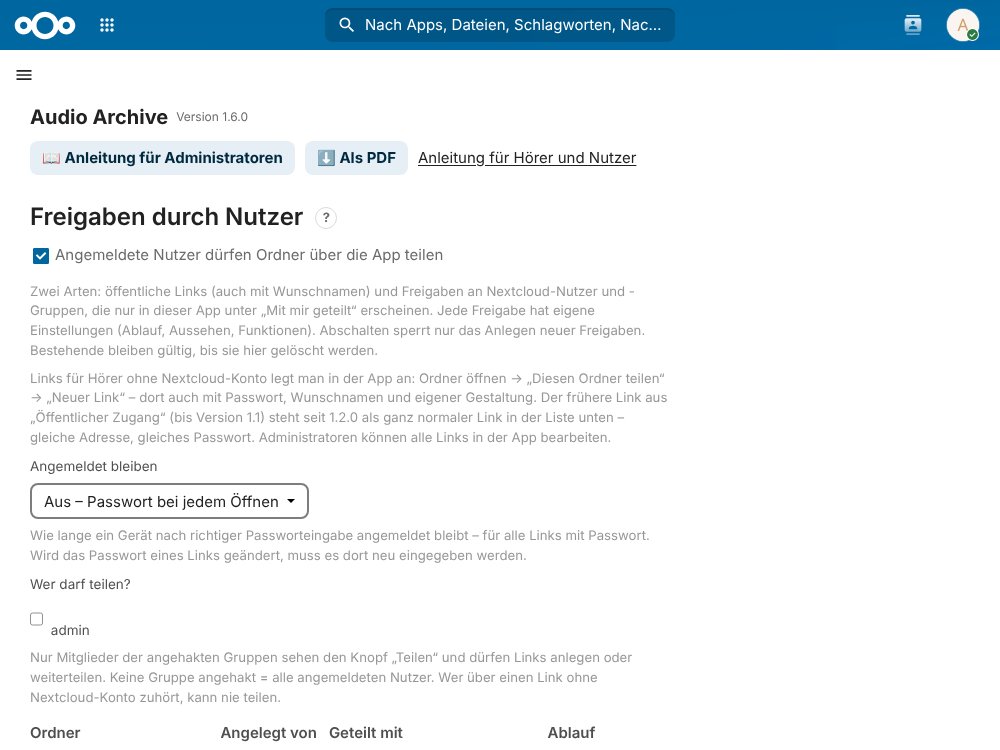 Nach Apps, Dateien, Schlagworten, Nac...
A
Audio Archive Version 1.6.0
📖 Anleitung für Administratoren ⬇️ Als PDF Anleitung für Hörer und Nutzer
Freigaben durch Nutzer ?
Angemeldete Nutzer dürfen Ordner über die App teilen
Zwei Arten: öffentliche Links (auch mit Wunschnamen) und Freigaben an Nextcloud-Nutzer und -
Gruppen, die nur in dieser App unter „Mit mir geteilt“ erscheinen. Jede Freigabe hat eigene
Einstellungen (Ablauf, Aussehen, Funktionen). Abschalten sperrt nur das Anlegen neuer Freigaben.
Bestehende bleiben gültig, bis sie hier gelöscht werden.
Links für Hörer ohne Nextcloud-Konto legt man in der App an: Ordner öffnen → „Diesen Ordner teilen“
→ „Neuer Link“ – dort auch mit Passwort, Wunschnamen und eigener Gestaltung. Der frühere Link aus
„Öffentlicher Zugang“ (bis Version 1.1) steht seit 1.2.0 als ganz normaler Link in der Liste unten –
gleiche Adresse, gleiches Passwort. Administratoren können alle Links in der App bearbeiten.
Angemeldet bleiben
Aus – Passwort bei jedem Öffnen
Wie lange ein Gerät nach richtiger Passworteingabe angemeldet bleibt – für alle Links mit Passwort.
Wird das Passwort eines Links geändert, muss es dort neu eingegeben werden.
Wer darf teilen?
admin
Nur Mitglieder der angehakten Gruppen sehen den Knopf „Teilen“ und dürfen Links anlegen oder
weiterteilen. Keine Gruppe angehakt = alle angemeldeten Nutzer. Wer über einen Link ohne
Nextcloud-Konto zuhört, kann nie teilen.
Ordner Angelegt von Geteilt mit Ablauf